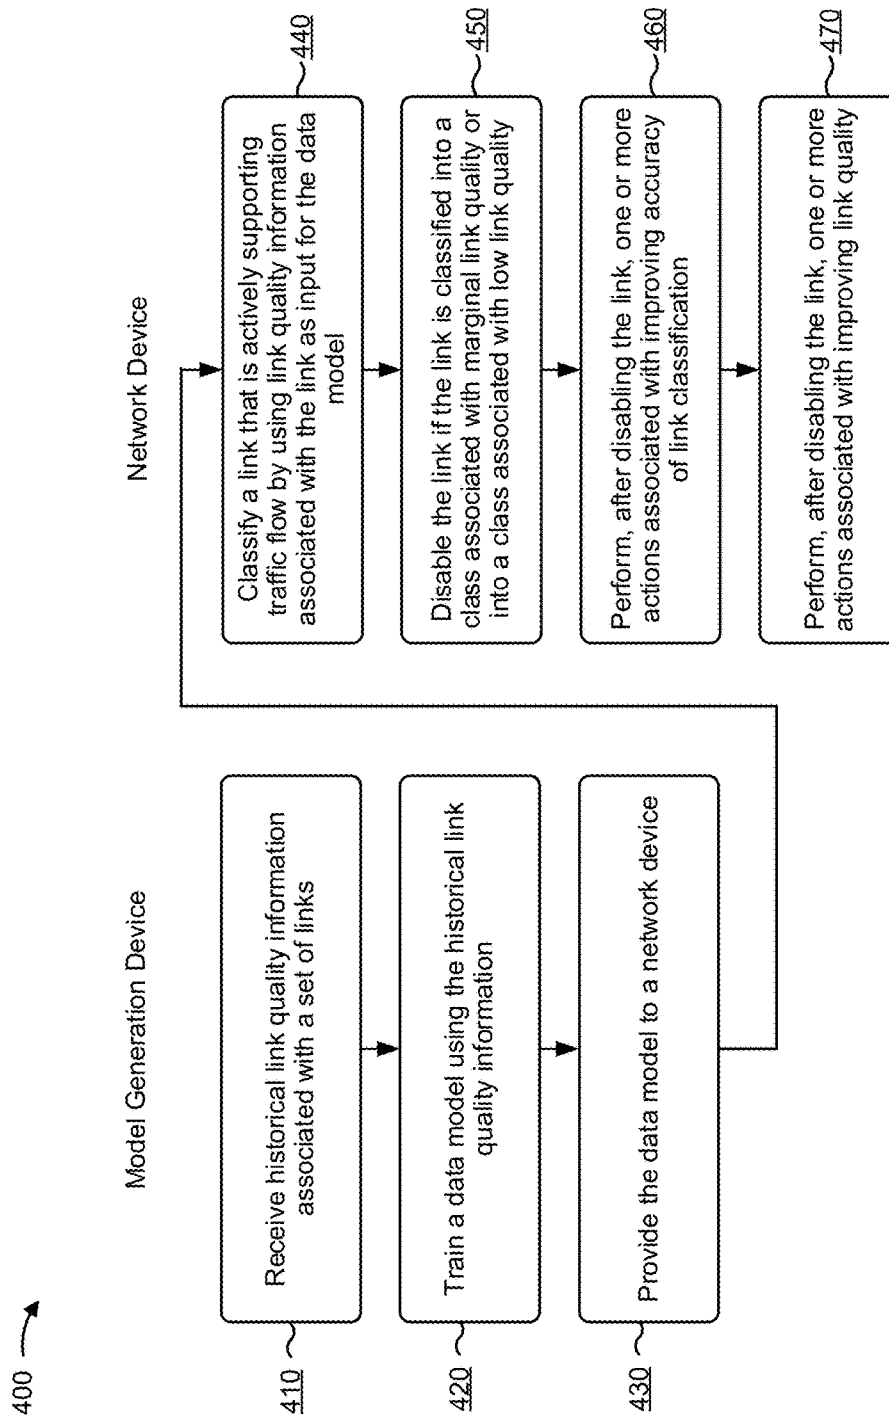 400
Model Generation Device
410
Receive historical link quality information
associated with a set of links
420
Train a data model using the historical link
quality information
430
Provide the data model to a network device
Network Device
Classify a link that is actively supporting
traffic flow by using link quality information
associated with the link as input for the data
model
440
Disable the link if the link is classified into a
class associated with marginal link quality or
into a class associated with low link quality
450
Perform, after disabling the link, one or more
actions associated with improving accuracy
of link classification
460
Perform, after disabling the link, one or more
actions associated with improving link quality
470